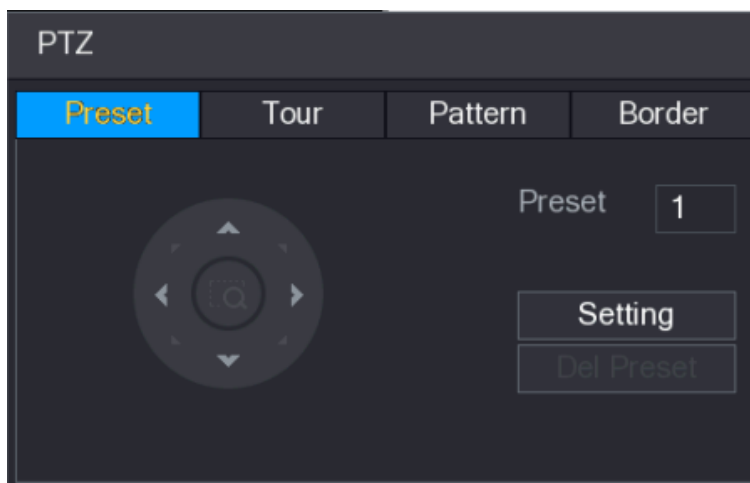 PTZ
Preset Tour Pattern Border
Preset 1
Setting
Del Preset